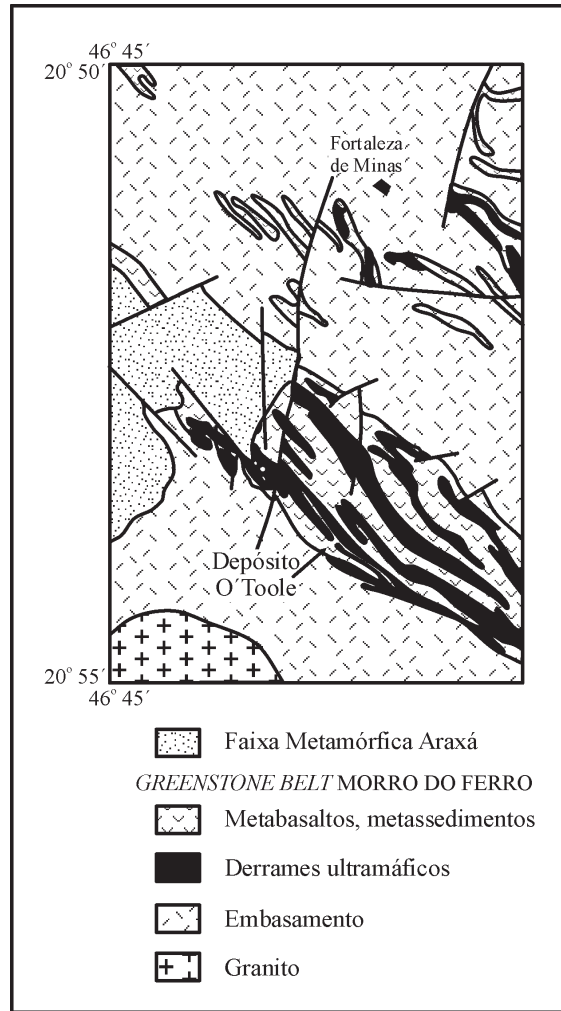 46° 45´
20° 50´
Fortaleza
de Minas
Depósito
O´Toole
20° 55´
46° 45´
Faixa Metamórfica Araxá
GREENSTONE BELT MORRO DO FERRO
Metabasaltos, metassedimentos
Derrames ultramáficos
Embasamento
Granito